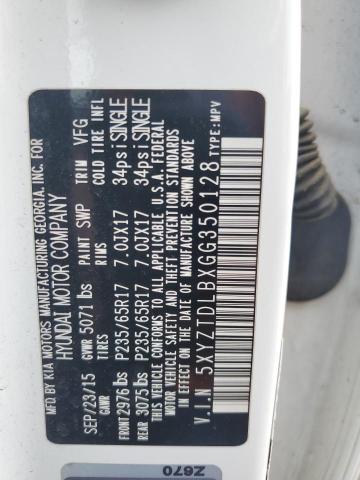 MFG.BY KIA MOTORS MANUFACTURING GEORGIA, INC. FOR
HYUNDAI MOTOR COMPANY
SEP/23/15 GVWR 5071 lbs PAINT SWP TRIM VFG
GAWR TIRES RIMS COLD TIRE INFL
FRONT 2976 lbs P235/65R17 7.0JX17 34psi SINGLE
REAR 3075 lbs P235/65R17 7.0JX17 34psi SINGLE
THIS VEHICLE CONFORMS TO ALL APPLICABLE U.S.A. FEDERAL
MOTOR VEHICLE SAFETY, BUMPER, AND THEFT PREVENTION STANDARDS
IN EFFECT ON THE DATE OF MANUFACTURE SHOWN ABOVE.
V.I.N: 5XYZTDLBXGG350128
TYPE:MPV
Z670